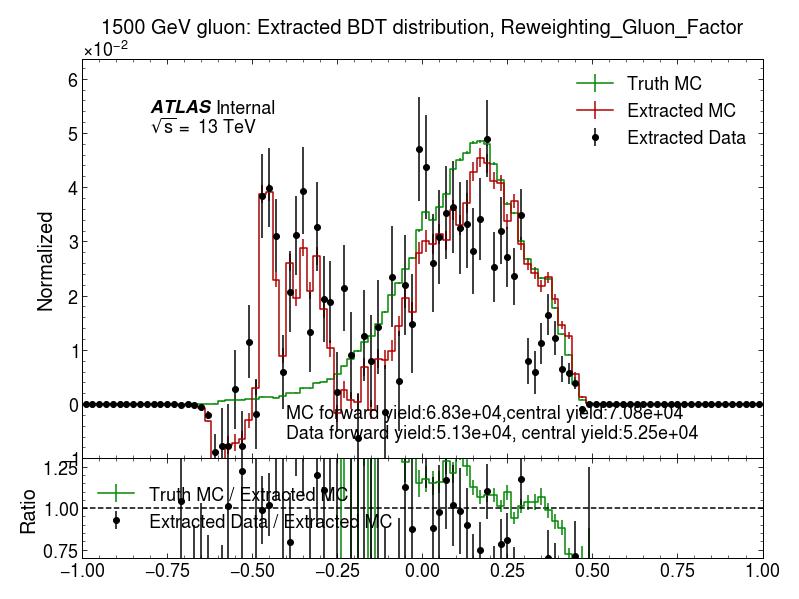 1500 GeV gluon: Extracted BDT distribution, Reweighting_Gluon_Factor
×10−2
6
5
4
3
2
1
0
1
Normalized
ATLAS Internal
√s = 13 TeV
Truth MC
Extracted MC
Extracted Data
MC forward yield:6.83e+04,central yield:7.08e+04
Data forward yield:5.13e+04, central yield:5.25e+04
1.25
1.00
0.75
Ratio
Truth MC / Extracted MC
Extracted Data / Extracted MC
−1.00 −0.75 −0.50 −0.25 0.00 0.25 0.50 0.75 1.00